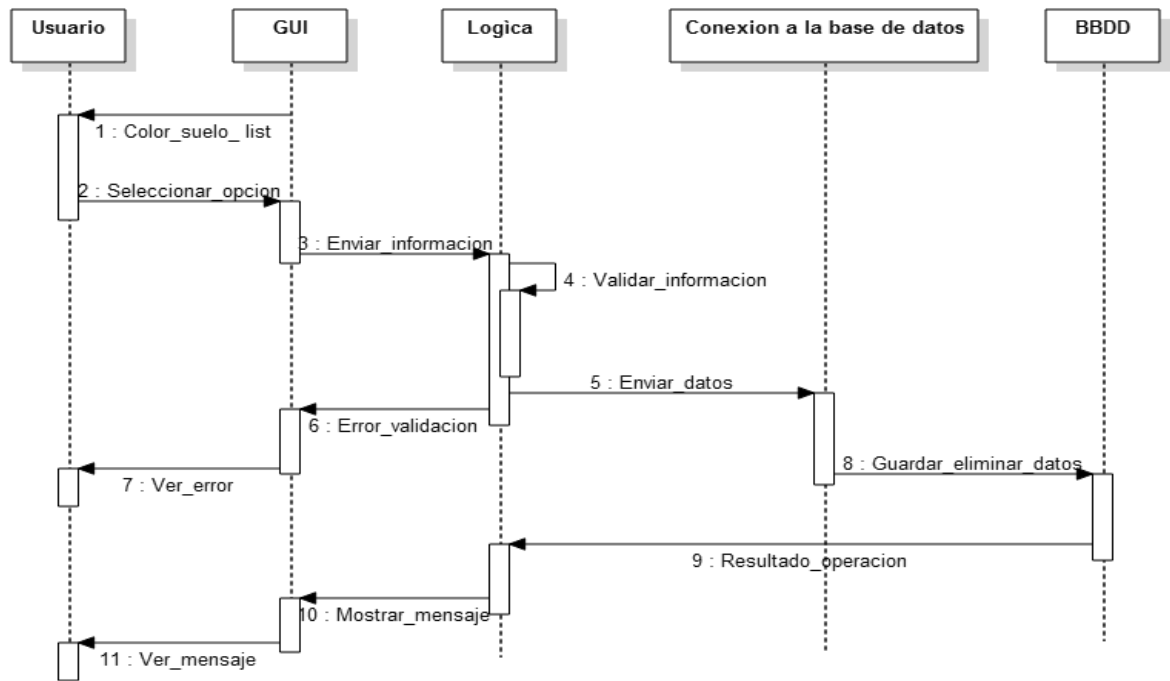 Usuario
GUI
Logica
Conexion a la base de datos
BBDD
1 : Color_suelo_ list
2 : Seleccionar_opcion
3 : Enviar_informacion
4 : Validar_informacion
5 : Enviar_datos
6 : Error_validacion
7 : Ver_error
8 : Guardar_eliminar_datos
9 : Resultado_operacion
10 : Mostrar_mensaje
11 : Ver_mensaje